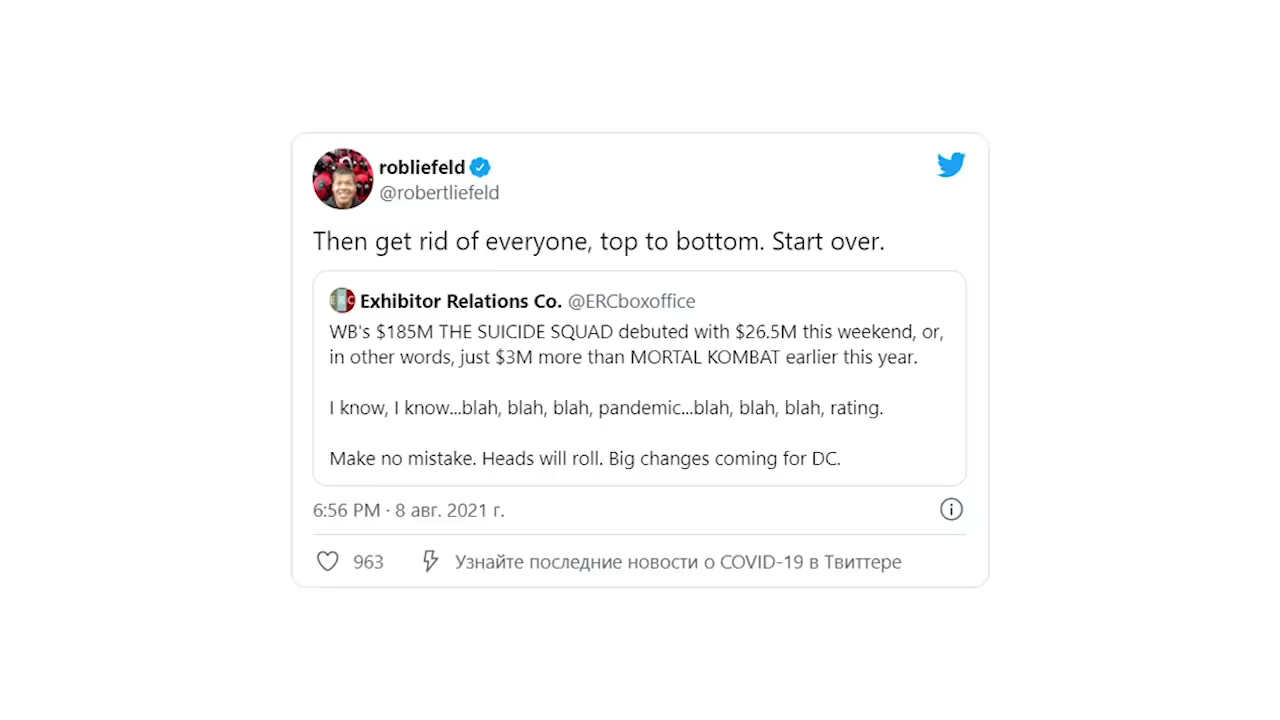 robliefeld
@robertliefeld
Then get rid of everyone, top to bottom. Start over.
ERC Exhibitor Relations Co. @ERCboxoffice
WB's $185M THE SUICIDE SQUAD debuted with $26.5M this weekend, or,
in other words, just $3M more than MORTAL KOMBAT earlier this year.
I know, I know...blah, blah, blah, pandemic...blah, blah, blah, rating.
Make no mistake. Heads will roll. Big changes coming for DC.
6:56 PM · 8 авг. 2021 г.
963 Узнайте последние новости о COVID-19 в Твиттере